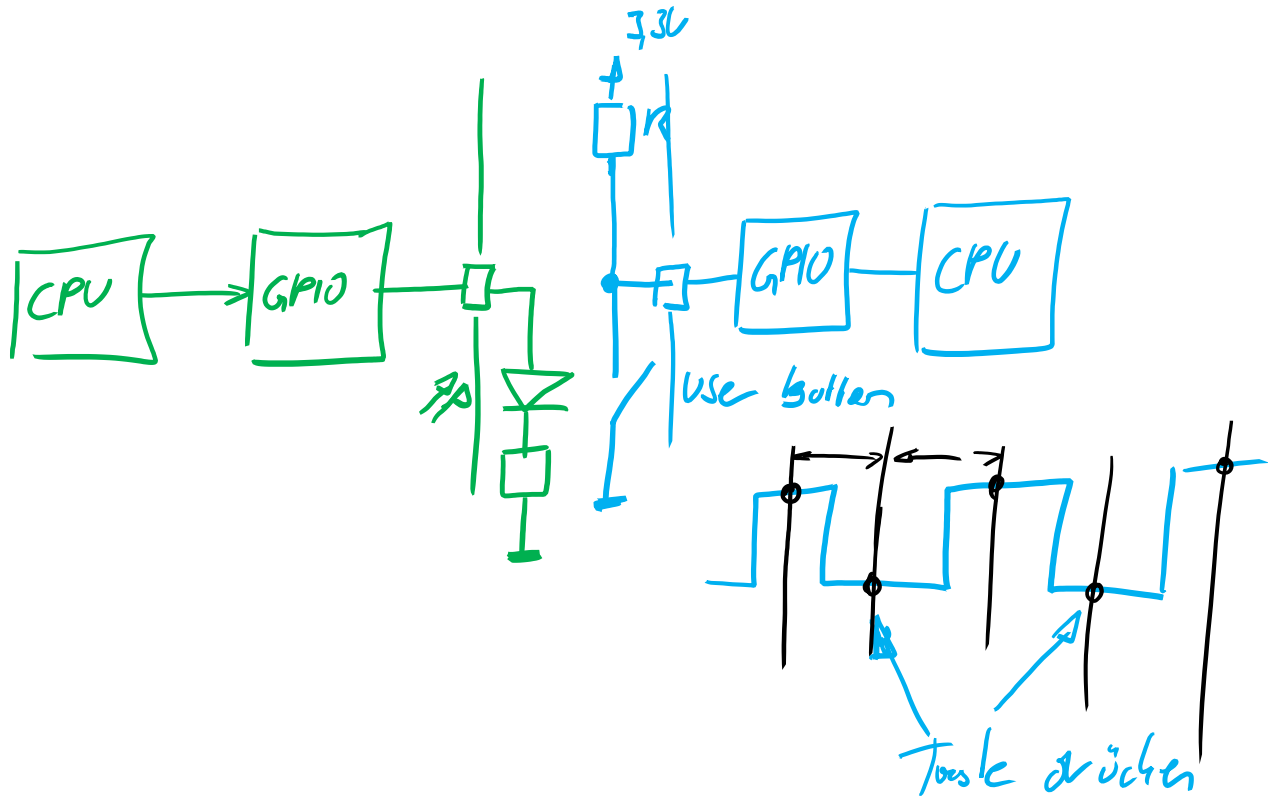 3,3V
R
CPU
GPIO
GPIO
CPU
User button
Taste drücken